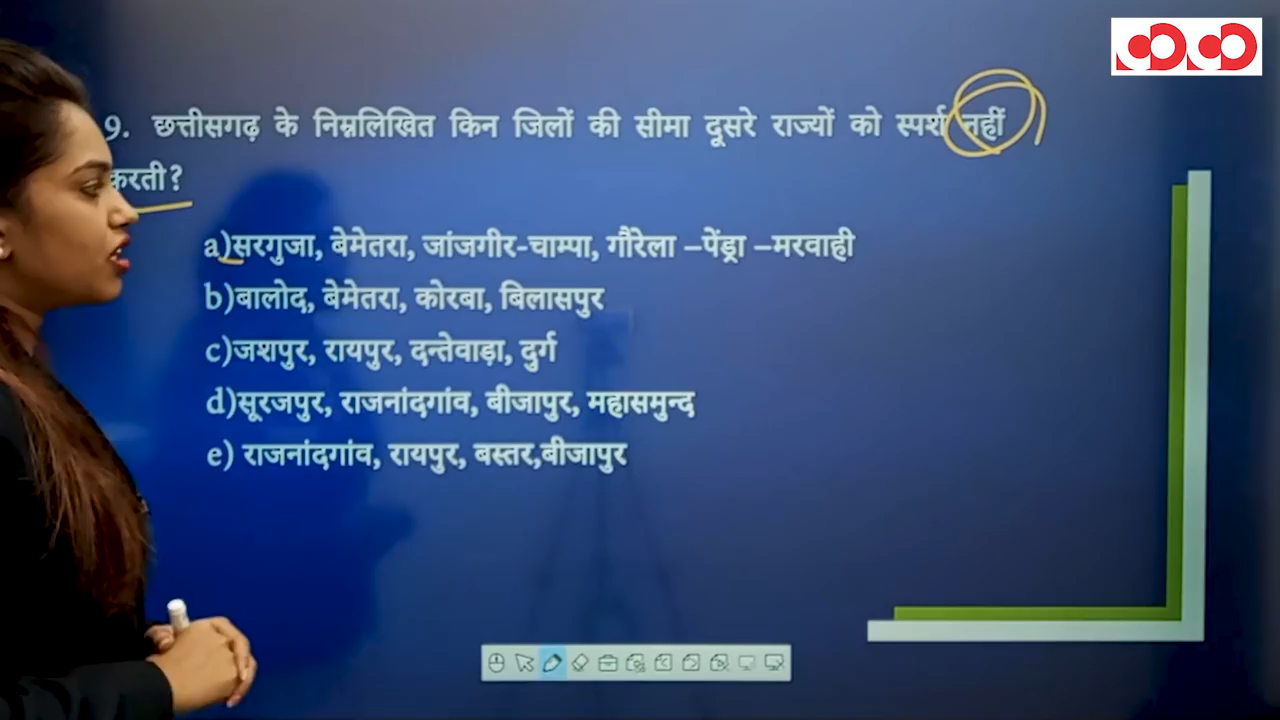 9. छत्तीसगढ़ के निम्नलिखित किन जिलों की सीमा दूसरे राज्यों को स्पर्श नहीं
करती?
a)सरगुजा, बेमेतरा, जांजगीर-चाम्पा, गौरेला –पेंड्रा –मरवाही
b)बालोद, बेमेतरा, कोरबा, बिलासपुर
c)जशपुर, रायपुर, दन्तेवाड़ा, दुर्ग
d)सूरजपुर, राजनांदगांव, बीजापुर, महासमुन्द
e) राजनांदगांव, रायपुर, बस्तर,बीजापुर